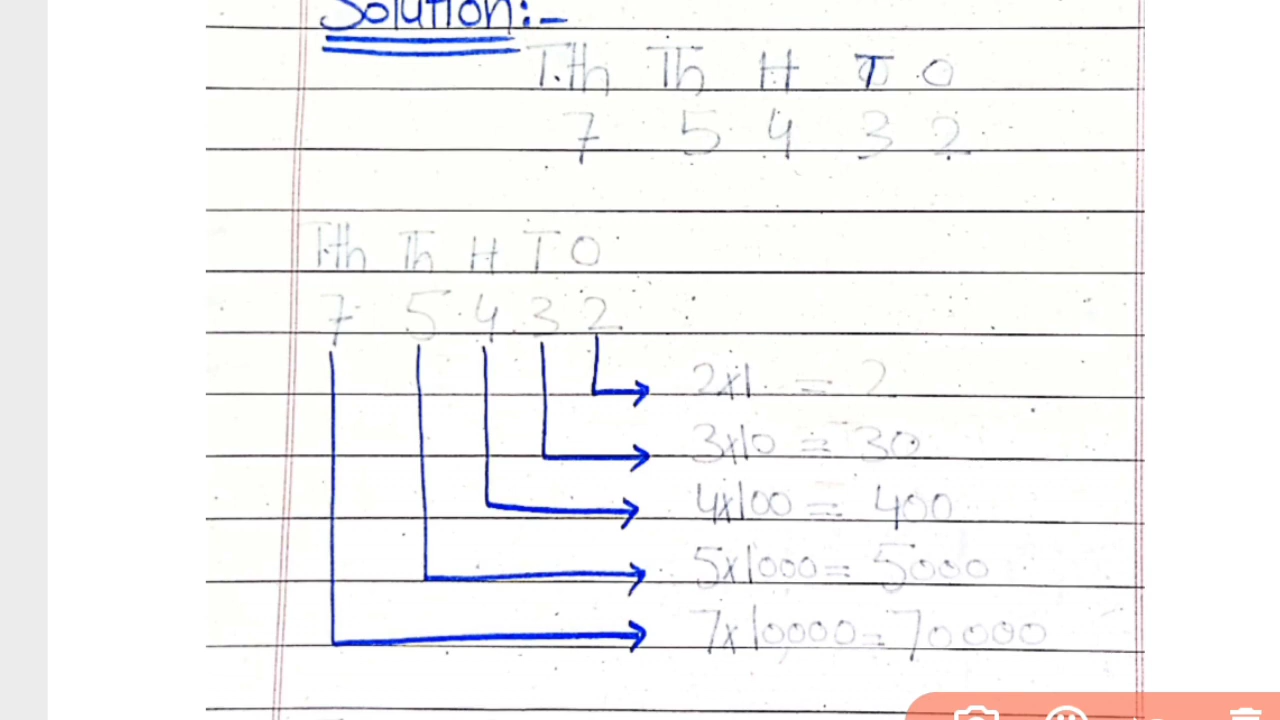 Solution:-
T.th Th H T O
7 5 4 3 2
T.th Th H T O
7 5 4 3 2
2x1 = 2
3x10 = 30
4x100 = 400
5x1000 = 5000
7x10000 = 70000